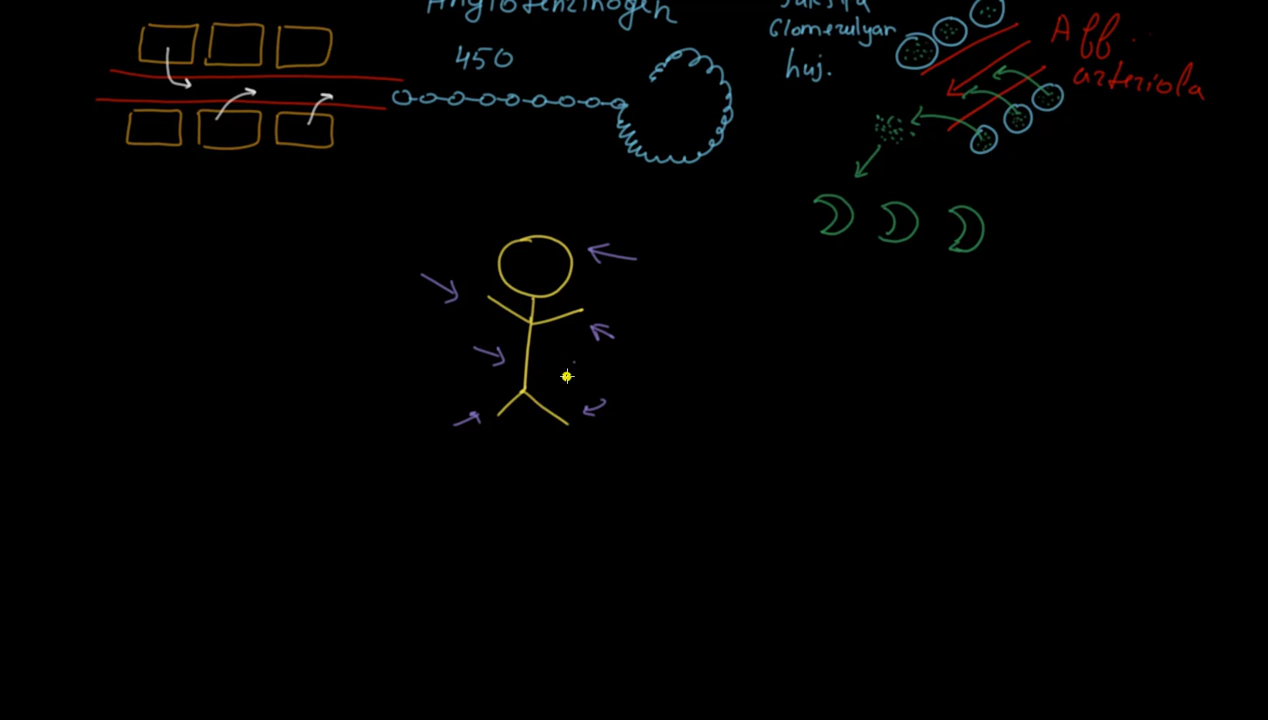 Angiotenzinogen
450
Glomerulyar
huj.
Aff.
arteriola